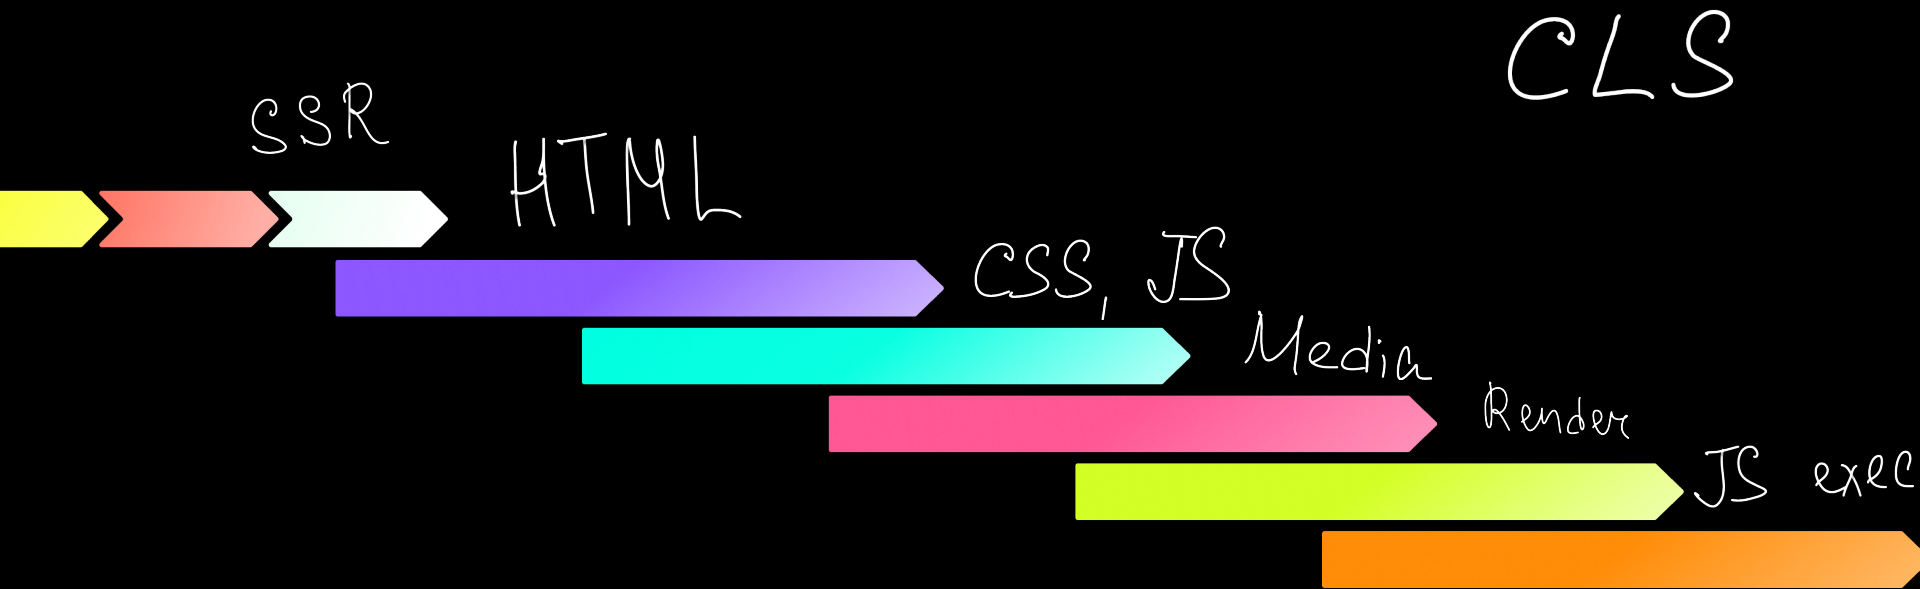 CLS
SSR
HTML
CSS, JS
Media
Render
JS exec